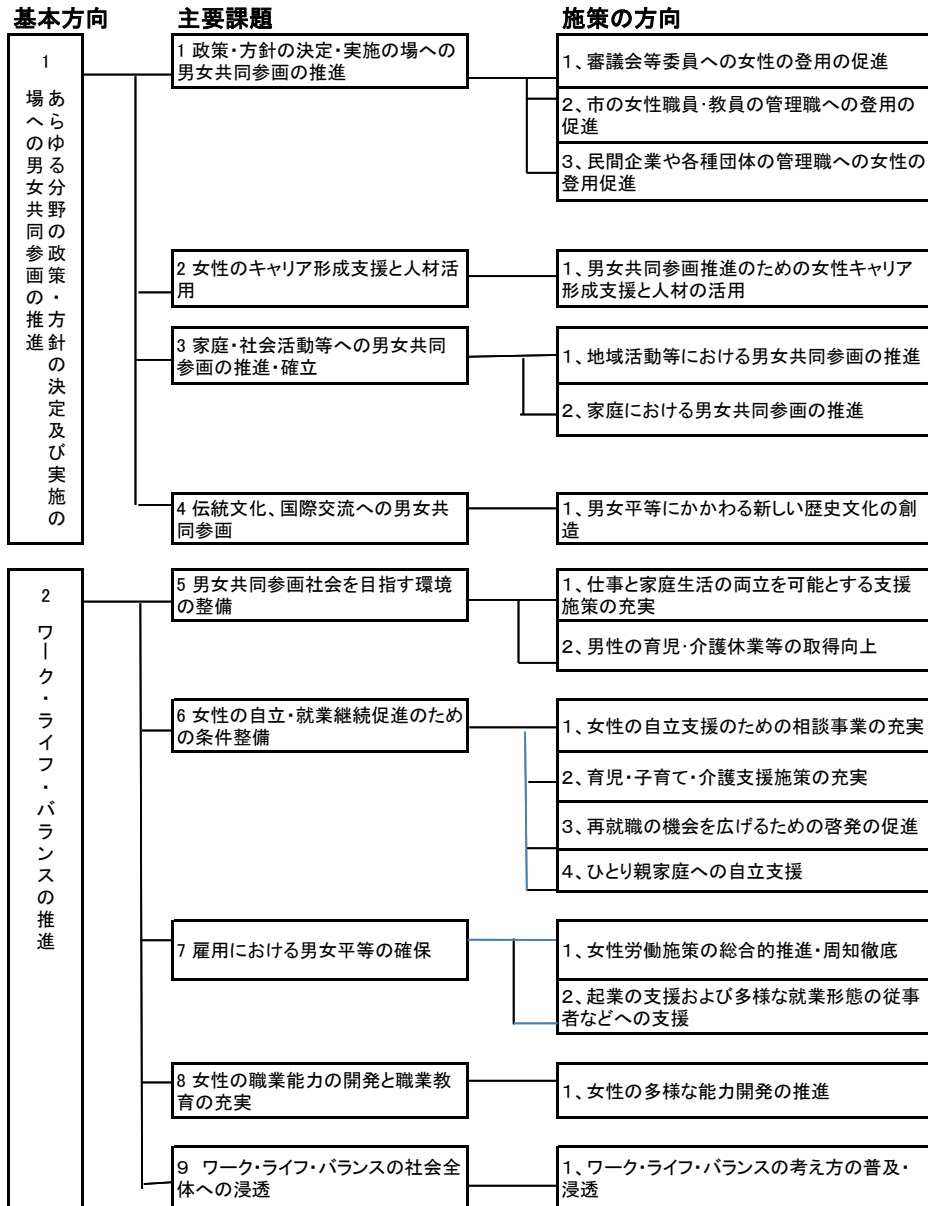 基本方向 主要課題 施策の方向
1
あらゆる分野の政策・方針の決定及び実施の
場への男女共同参画の推進
1 政策・方針の決定・実施の場への
男女共同参画の推進
1、審議会等委員への女性の登用の促進
2、市の女性職員・教員の管理職への登用の
促進
3、民間企業や各種団体の管理職への女性の
登用促進
2 女性のキャリア形成支援と人材活
用
1、男女共同参画推進のための女性キャリア
形成支援と人材の活用
3 家庭・社会活動等への男女共同
参画の推進・確立
1、地域活動等における男女共同参画の推進
2、家庭における男女共同参画の推進
4 伝統文化、国際交流への男女共
同参画
1、男女平等にかかわる新しい歴史文化の創
造
2
ワーク・ライフ・バランスの推進
5 男女共同参画社会を目指す環境
の整備
1、仕事と家庭生活の両立を可能とする支援
施策の充実
2、男性の育児・介護休業等の取得向上
6 女性の自立・就業継続促進のため
の条件整備
1、女性の自立支援のための相談事業の充実
2、育児・子育て・介護支援施策の充実
3、再就職の機会を広げるための啓発の促進
4、ひとり親家庭への自立支援
7 雇用における男女平等の確保
1、女性労働施策の総合的推進・周知徹底
2、起業の支援および多様な就業形態の従事
者などへの支援
8 女性の職業能力の開発と職業教
育の充実
1、女性の多様な能力開発の推進
9 ワーク・ライフ・バランスの社会全
体への浸透
1、ワーク・ライフ・バランスの考え方の普及・
浸透